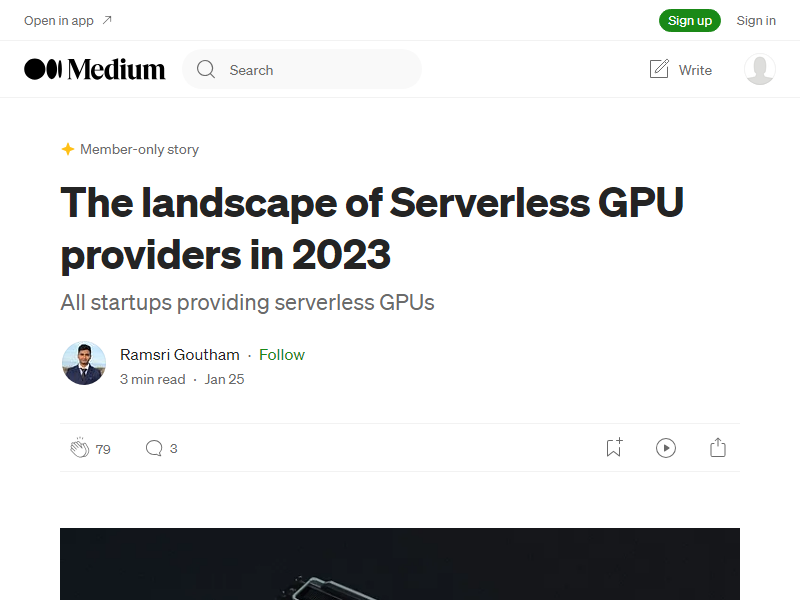 Open in app
Sign up
Sign in
Medium
Search
Write
Member-only story
The landscape of Serverless GPU
providers in 2023
All startups providing serverless GPUs
Ramsri Goutham · Follow
3 min read · Jan 25
79
3